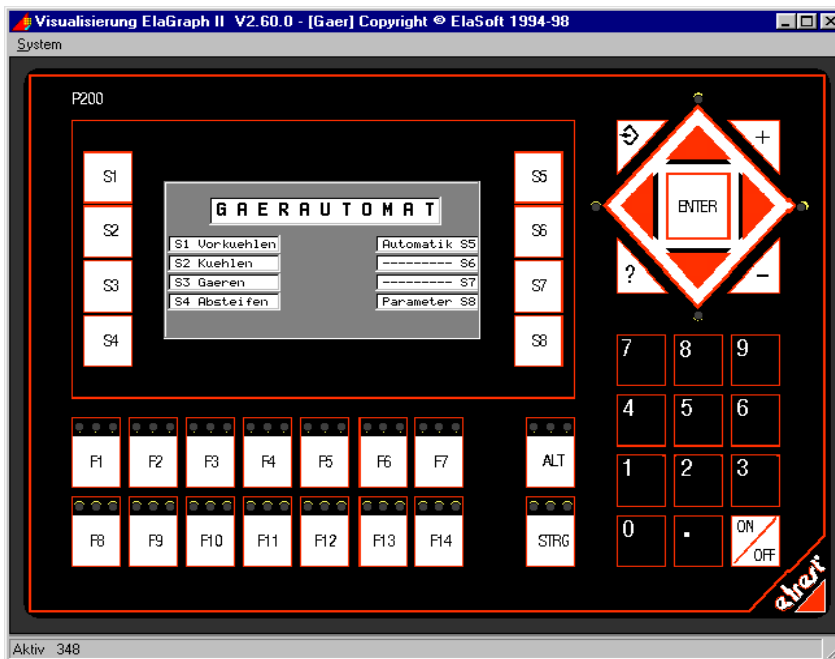 Visualisierung ElaGraph II V2.60.0 - [Gaer] Copyright © ElaSoft 1994-98
System
P200
S1
S2
S3
S4
G A E R A U T O M A T
S1 Vorkuehlen
S2 Kuehlen
S3 Gaeren
S4 Absteifen
Automatik S5
--------- S6
--------- S7
Parameter S8
S5
S6
S7
S8
+
ENTER
?
-
7 8 9
4 5 6
1 2 3
0 . ON OFF
F1 F2 F3 F4 F5 F6 F7 ALT
F8 F9 F10 F11 F12 F13 F14 STRG
elrest
Aktiv 348